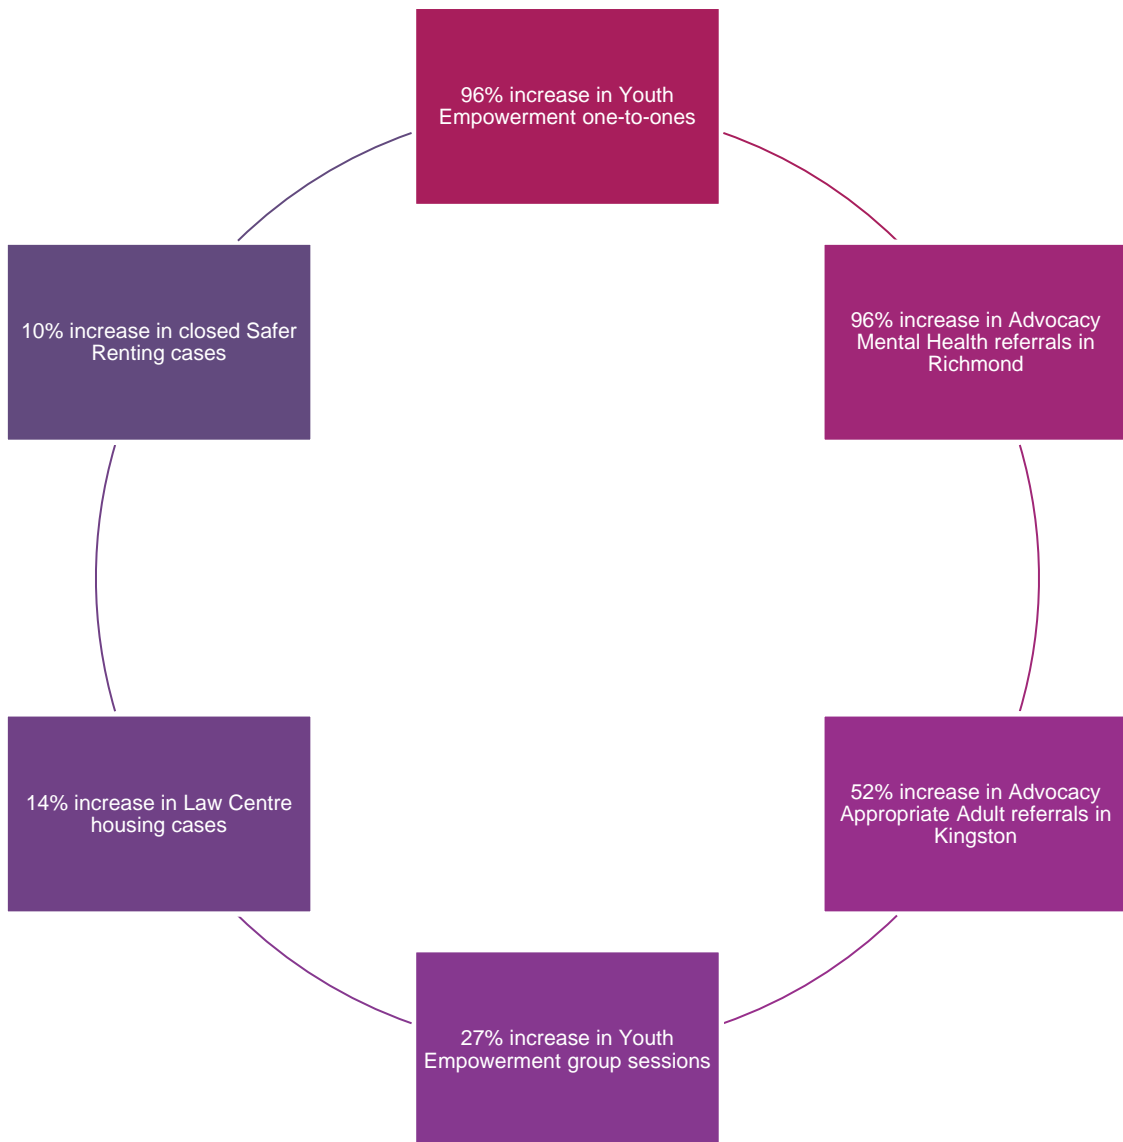 96% increase in Youth
Empowerment one-to-ones
96% increase in Advocacy
Mental Health referrals in
Richmond
52% increase in Advocacy
Appropriate Adult referrals in
Kingston
27% increase in Youth
Empowerment group sessions
14% increase in Law Centre
housing cases
10% increase in closed Safer
Renting cases